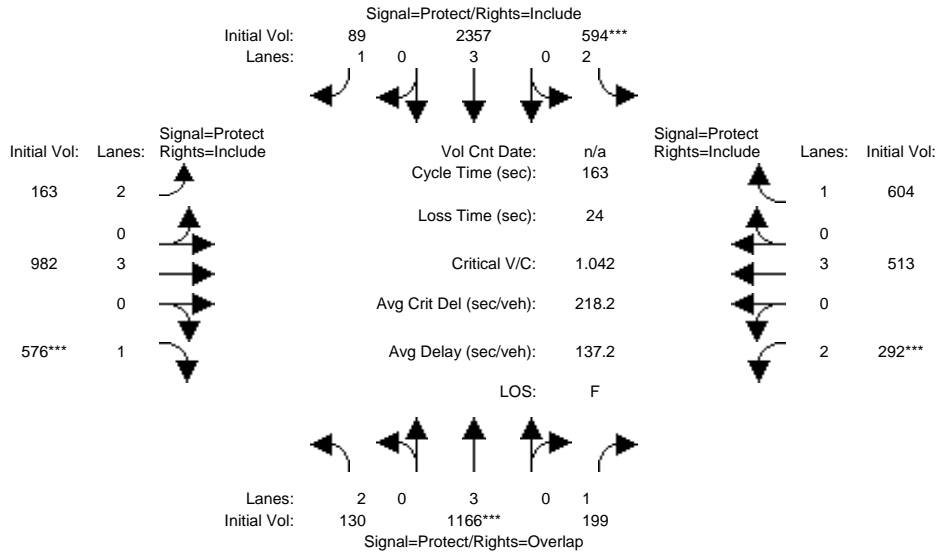 Signal=Protect/Rights=Include
Initial Vol: 89 2357 594***
Lanes: 1 0 3 0 2
Signal=Protect Signal=Protect
Initial Vol: Lanes: Rights=Include Vol Cnt Date: n/a Rights=Include Lanes: Initial Vol:
Cycle Time (sec): 163
163 2 1 604
Loss Time (sec): 24
0 0
982 3 Critical V/C: 1.042 3 513
0 Avg Crit Del (sec/veh): 218.2 0
576*** 1 Avg Delay (sec/veh): 137.2 2 292***
LOS: F
Lanes: 2 0 3 0 1
Initial Vol: 130 1166*** 199
Signal=Protect/Rights=Overlap